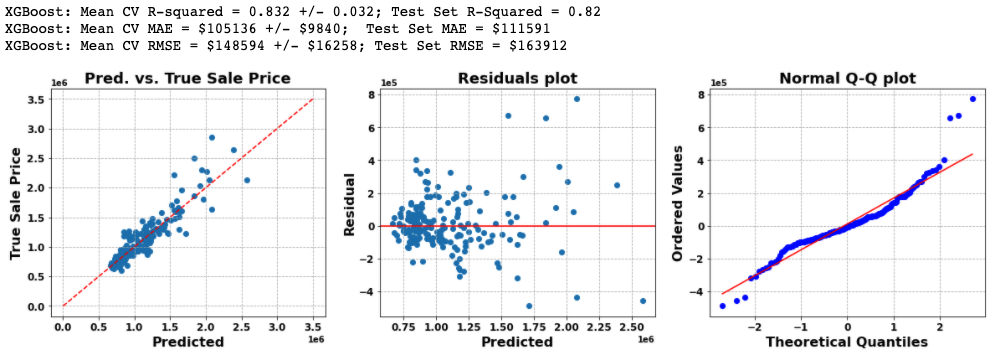 XGBoost: Mean CV R-squared = 0.832 +/- 0.032; Test Set R-Squared = 0.82
XGBoost: Mean CV MAE = $105136 +/- $9840;  Test Set MAE = $111591
XGBoost: Mean CV RMSE = $148594 +/- $16258; Test Set RMSE = $163912
Pred. vs. True Sale Price
1e6
True Sale Price
3.5
3.0
2.5
2.0
1.5
1.0
0.5
0.0
0.0 0.5 1.0 1.5 2.0 2.5 3.0 3.5
1e6
Predicted
Residuals plot
1e5
Residual
8
6
4
2
0
−2
−4
0.75 1.00 1.25 1.50 1.75 2.00 2.25 2.50
1e6
Predicted
Normal Q-Q plot
1e5
Ordered Values
8
6
4
2
0
−2
−4
−2 −1 0 1 2
Theoretical Quantiles